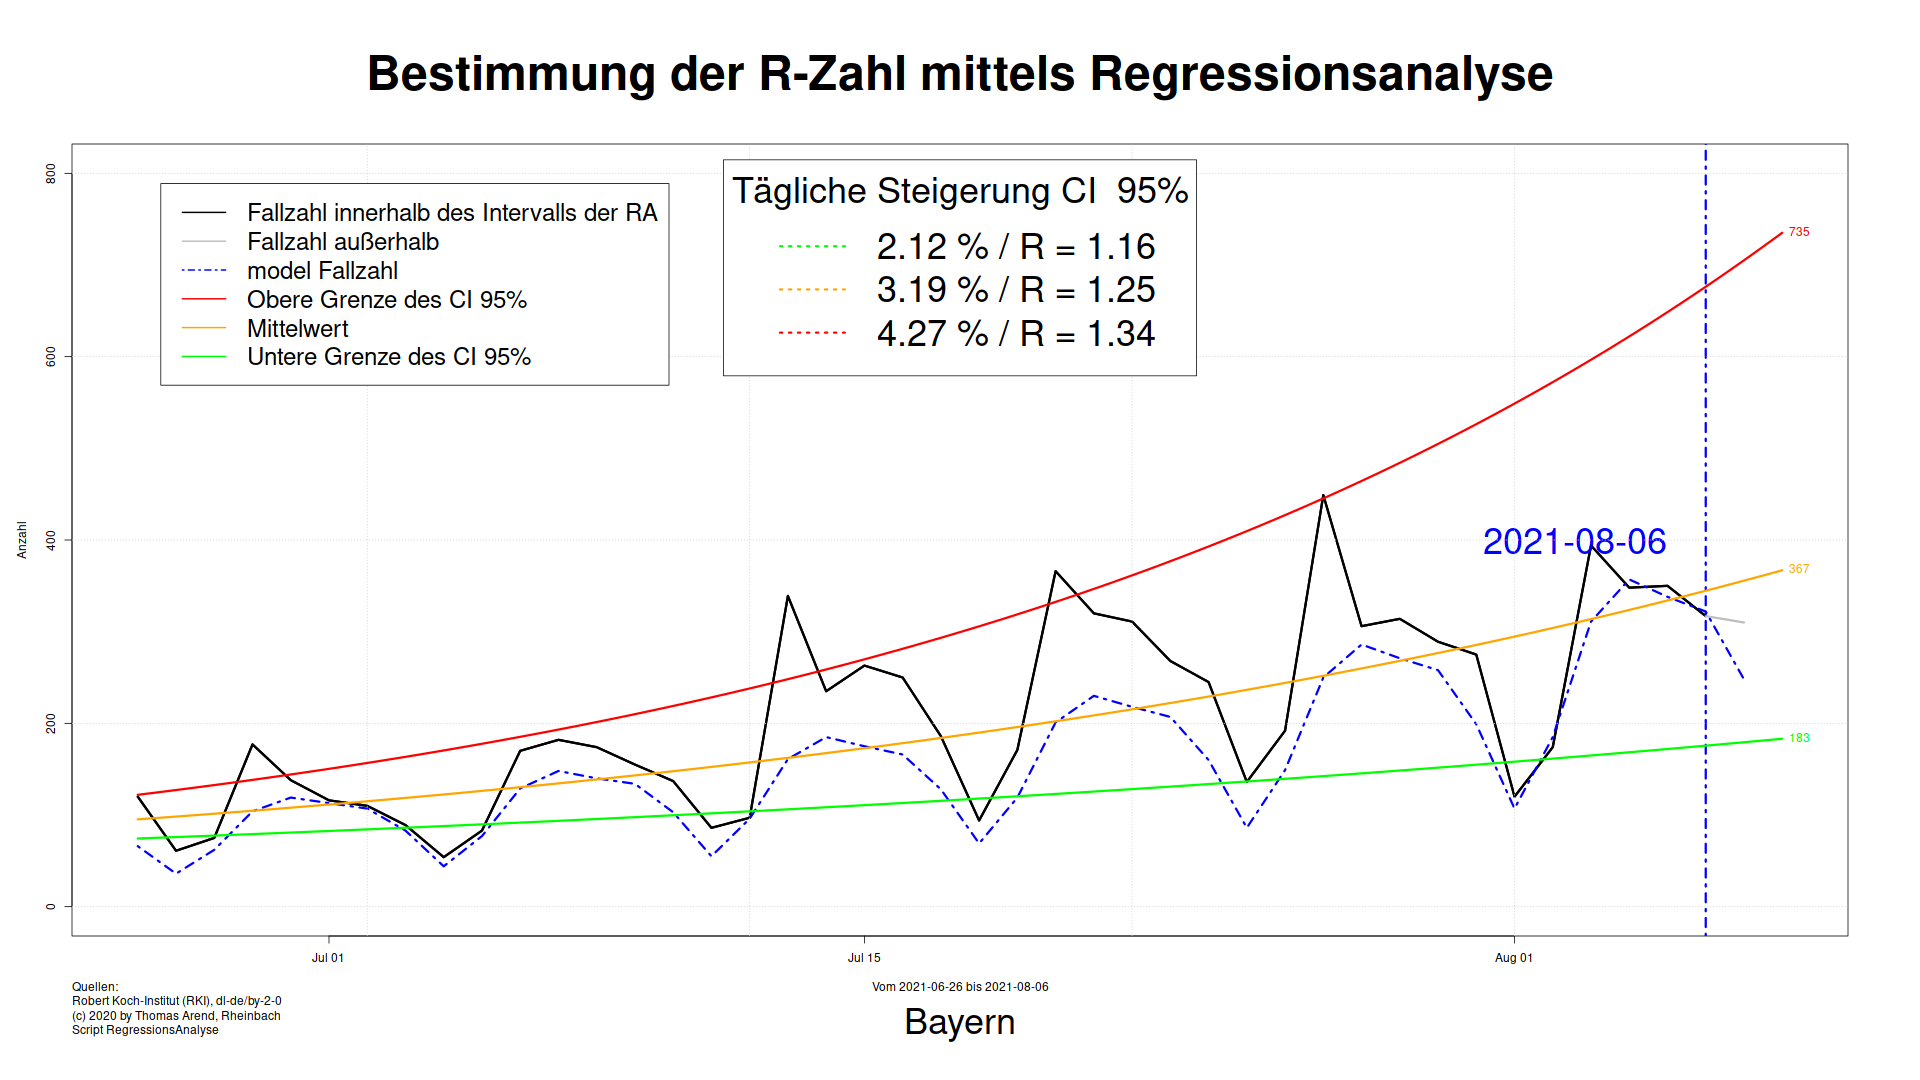 Bestimmung der R-Zahl mittels Regressionsanalyse
Fallzahl innerhalb des Intervalls der RA
Fallzahl außerhalb
model Fallzahl
Obere Grenze des CI 95%
Mittelwert
Untere Grenze des CI 95%
Tägliche Steigerung CI  95%
2.12 % / R = 1.16
3.19 % / R = 1.25
4.27 % / R = 1.34
2021-08-06
735
367
183
Anzahl
800
600
400
200
0
Jul 01
Jul 15
Aug 01
Vom 2021-06-26 bis 2021-08-06
Bayern
Quellen:
Robert Koch-Institut (RKI), dl-de/by-2-0
(c) 2020 by Thomas Arend, Rheinbach
Script RegressionsAnalyse